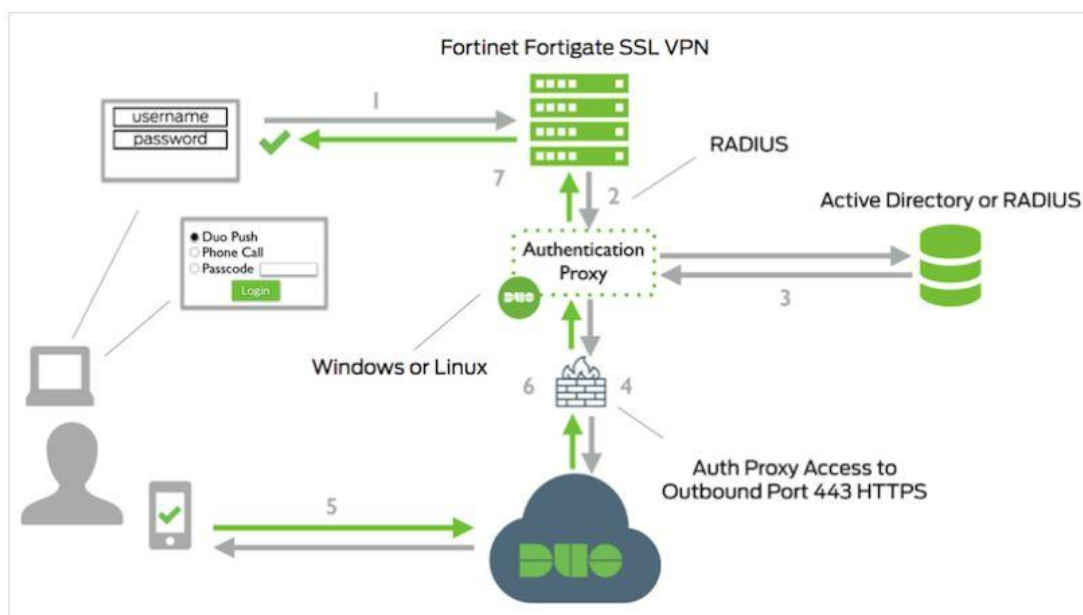 Fortinet Fortigate SSL VPN
1
username
password
7
2
RADIUS
Active Directory or RADIUS
Duo Push
Phone Call
Passcode
Login
Authentication
Proxy
3
DUO
Windows or Linux
6
4
Auth Proxy Access to
Outbound Port 443 HTTPS
5
DUO